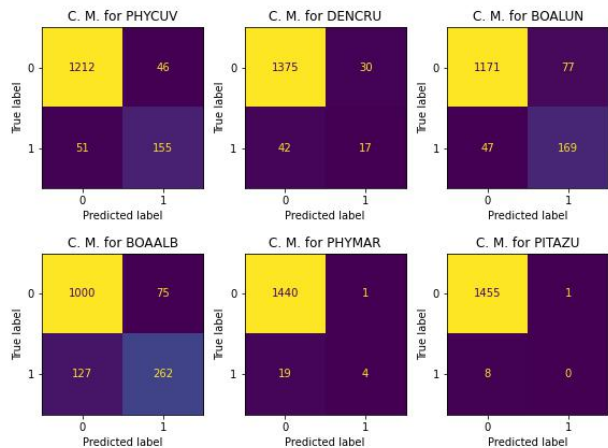 C. M. for PHYCUV
True label
0
1212
46
1
51
155
0
1
Predicted label
C. M. for DENCRU
True label
0
1375
30
1
42
17
0
1
Predicted label
C. M. for BOALUN
True label
0
1171
77
1
47
169
0
1
Predicted label
C. M. for BOAALB
True label
0
1000
75
1
127
262
0
1
Predicted label
C. M. for PHYMAR
True label
0
1440
1
1
19
4
0
1
Predicted label
C. M. for PITAZU
True label
0
1455
1
1
8
0
0
1
Predicted label